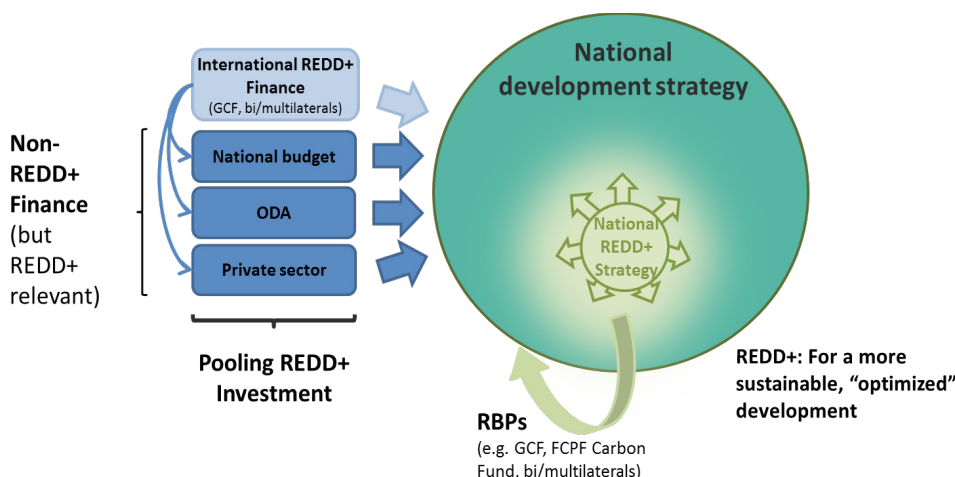 International REDD+
Finance
(GCF, bi/multilaterals)
National budget
ODA
Private sector
Non-
REDD+
Finance
(but
REDD+
relevant)
Pooling REDD+
Investment
National
development strategy
National
REDD+
Strategy
RBPs
(e.g. GCF, FCPF Carbon
Fund, bi/multilaterals)
REDD+: For a more
sustainable, “optimized”
development